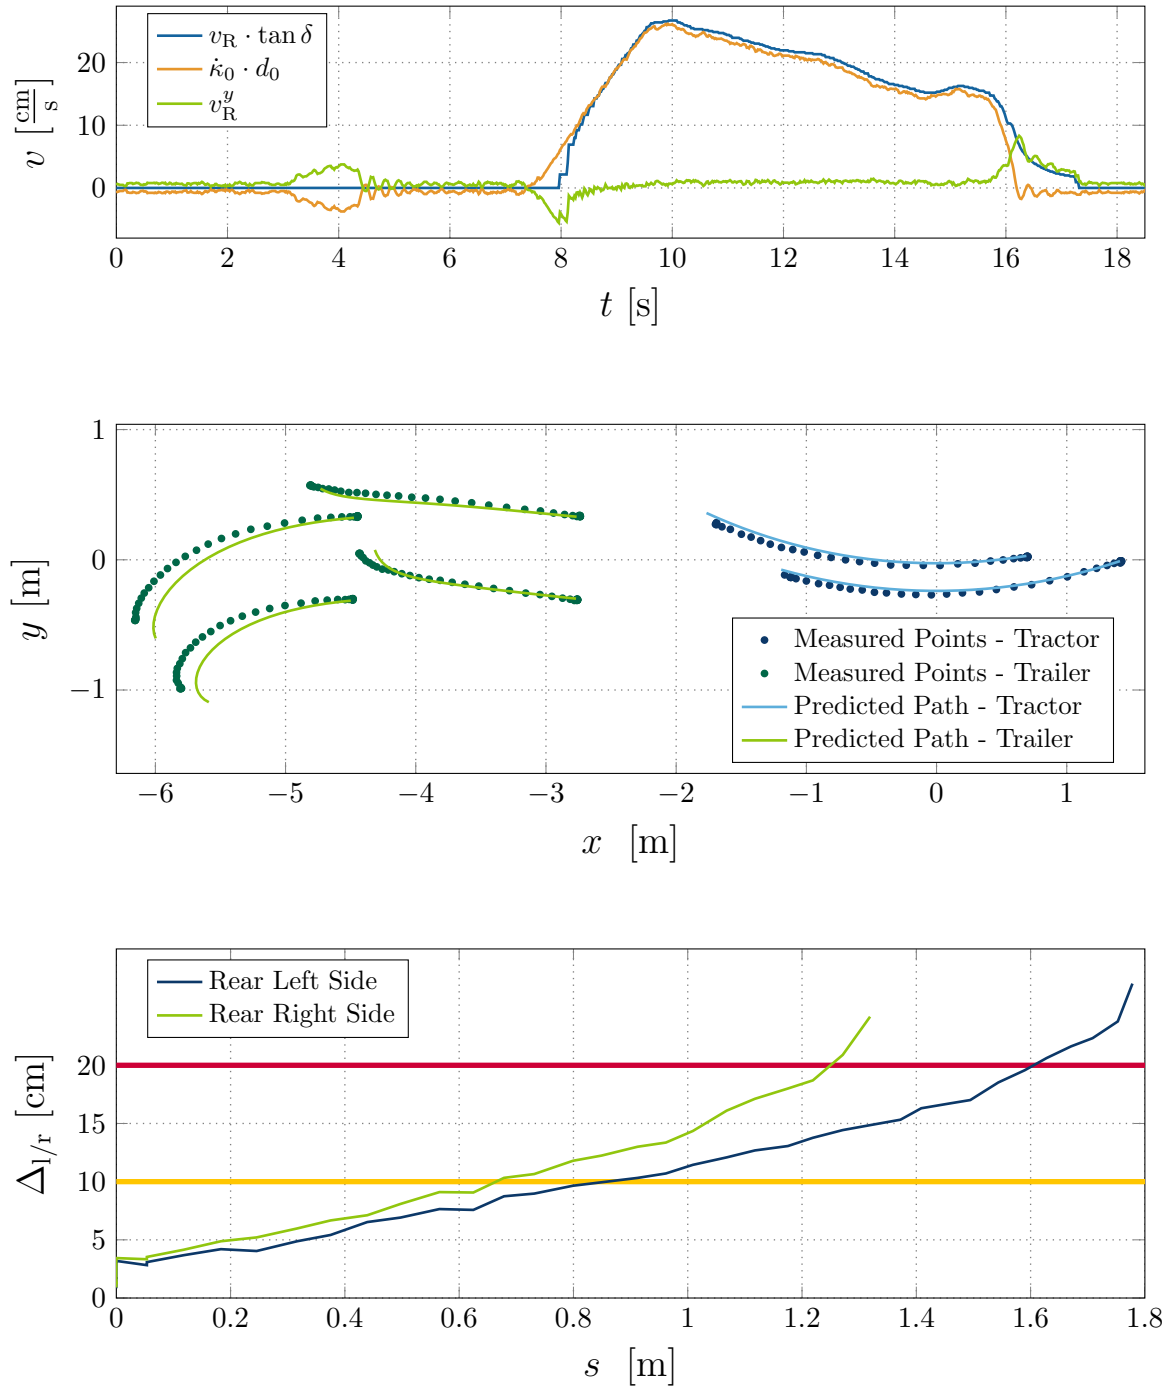 v_R · tan δ
κ̇_0 · d_0
v_R^y
v [cm/s]
20
10
0
0 2 4 6 8 10 12 14 16 18
t [s]
1
0
−1
y [m]
Measured Points - Tractor
Measured Points - Trailer
Predicted Path - Tractor
Predicted Path - Trailer
−6 −5 −4 −3 −2 −1 0 1
x [m]
Rear Left Side
Rear Right Side
Δ_l/r [cm]
20
15
10
5
0
0 0.2 0.4 0.6 0.8 1 1.2 1.4 1.6 1.8
s [m]